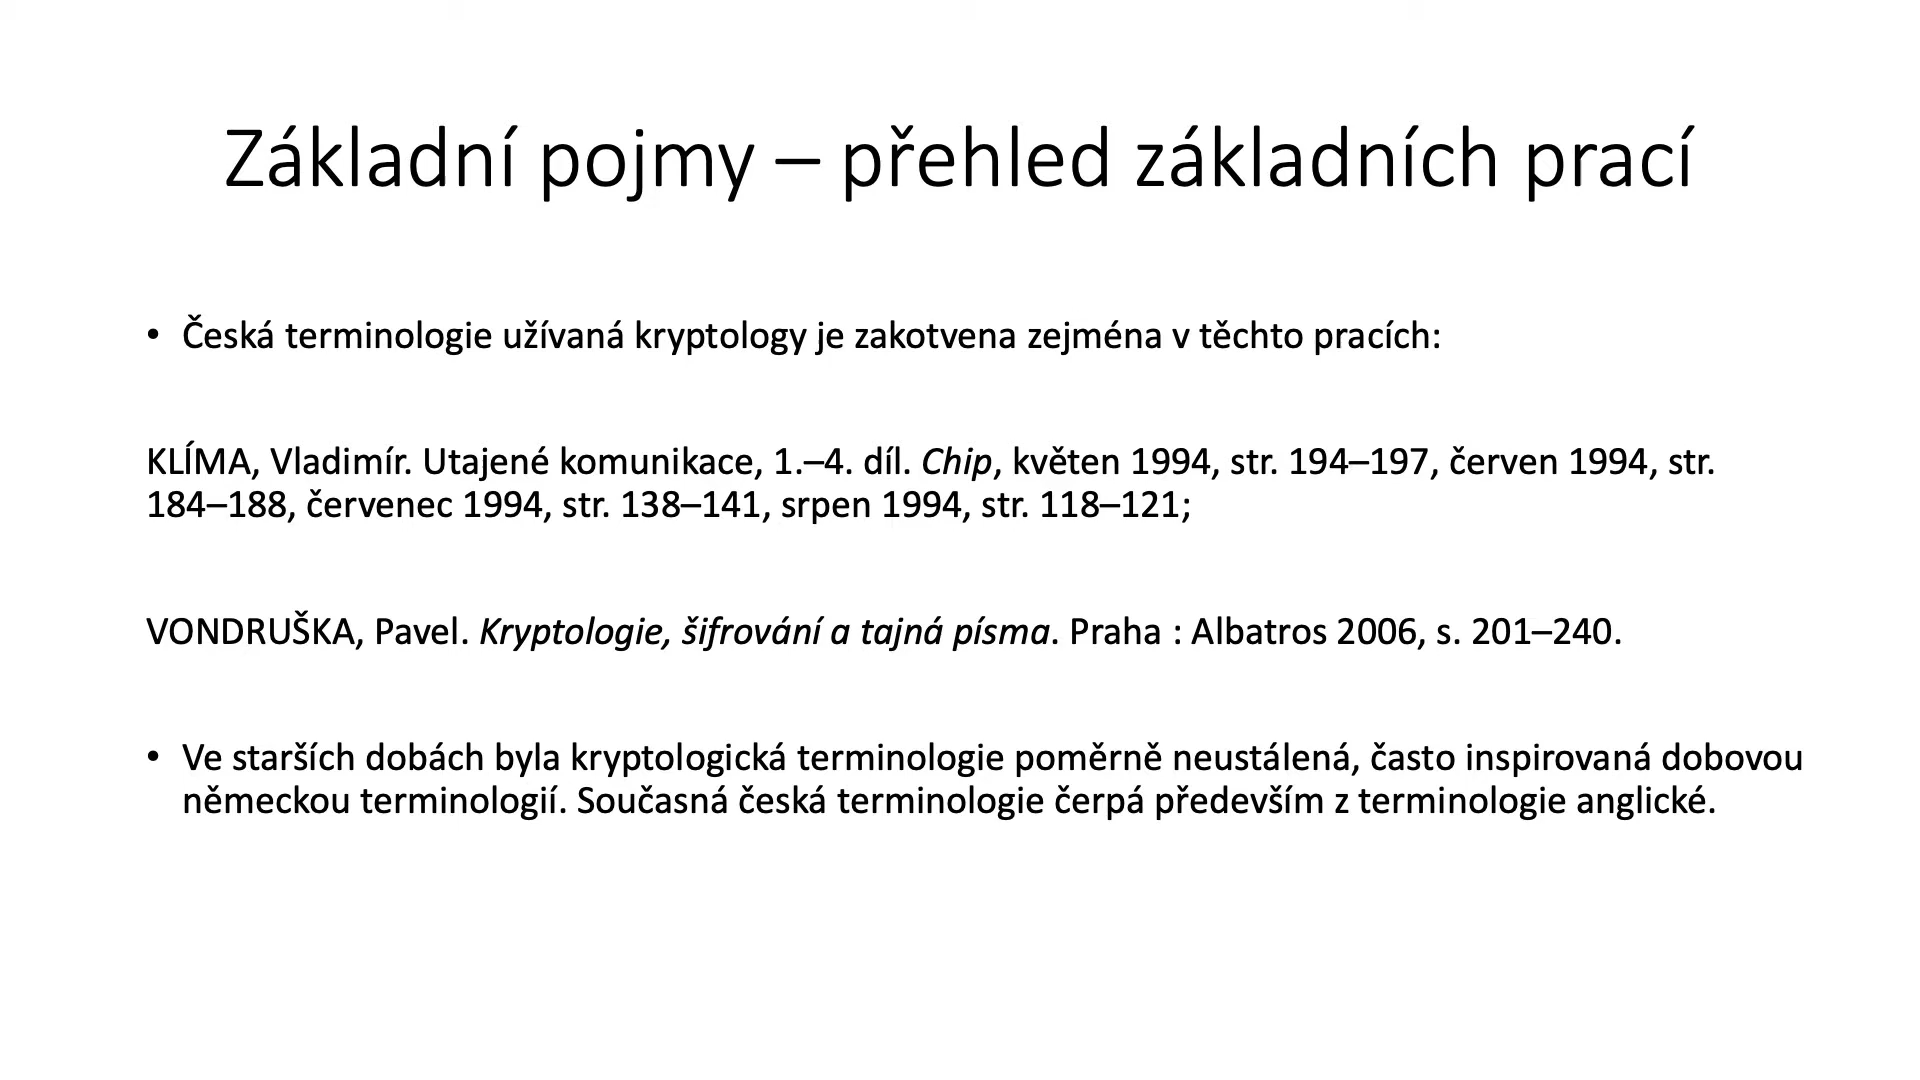 Základní pojmy – přehled základních prací
• Česká terminologie užívaná kryptology je zakotvena zejména v těchto pracích:
KLÍMA, Vladimír. Utajené komunikace, 1.–4. díl. Chip, květen 1994, str. 194–197, červen 1994, str.
184–188, červenec 1994, str. 138–141, srpen 1994, str. 118–121;
VONDRUŠKA, Pavel. Kryptologie, šifrování a tajná písma. Praha : Albatros 2006, s. 201–240.
• Ve starších dobách byla kryptologická terminologie poměrně neustálená, často inspirovaná dobovou
německou terminologií. Současná česká terminologie čerpá především z terminologie anglické.